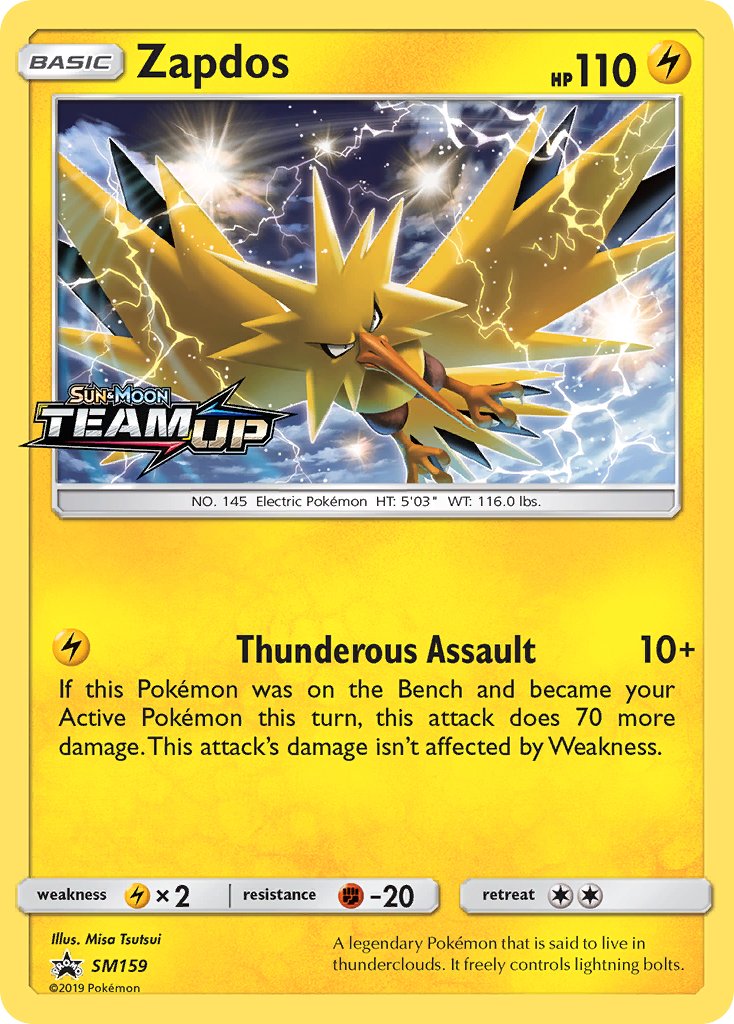 BASIC Zapdos HP 110
SUN & MOON
TEAM UP
NO. 145 Electric Pokémon HT: 5'03" WT: 116.0 lbs.
Thunderous Assault 10+
If this Pokémon was on the Bench and became your
Active Pokémon this turn, this attack does 70 more
damage. This attack's damage isn't affected by Weakness.
weakness ×2 resistance -20 retreat
Illus. Misa Tsutsui
PROMO SM159
©2019 Pokémon
A legendary Pokémon that is said to live in
thunderclouds. It freely controls lightning bolts.